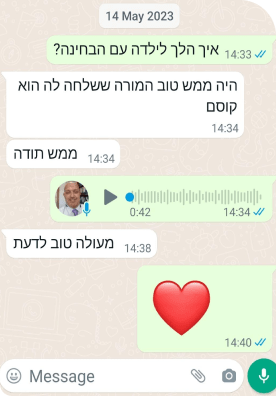 14 May 2023
איך הלך לילדה עם הבחינה?
14:33
היה ממש טוב המורה ששלחה לה הוא
קוסם
14:34
ממש תודה
14:34
0:42
14:34
מעולה טוב לדעת
14:38
14:40
Message